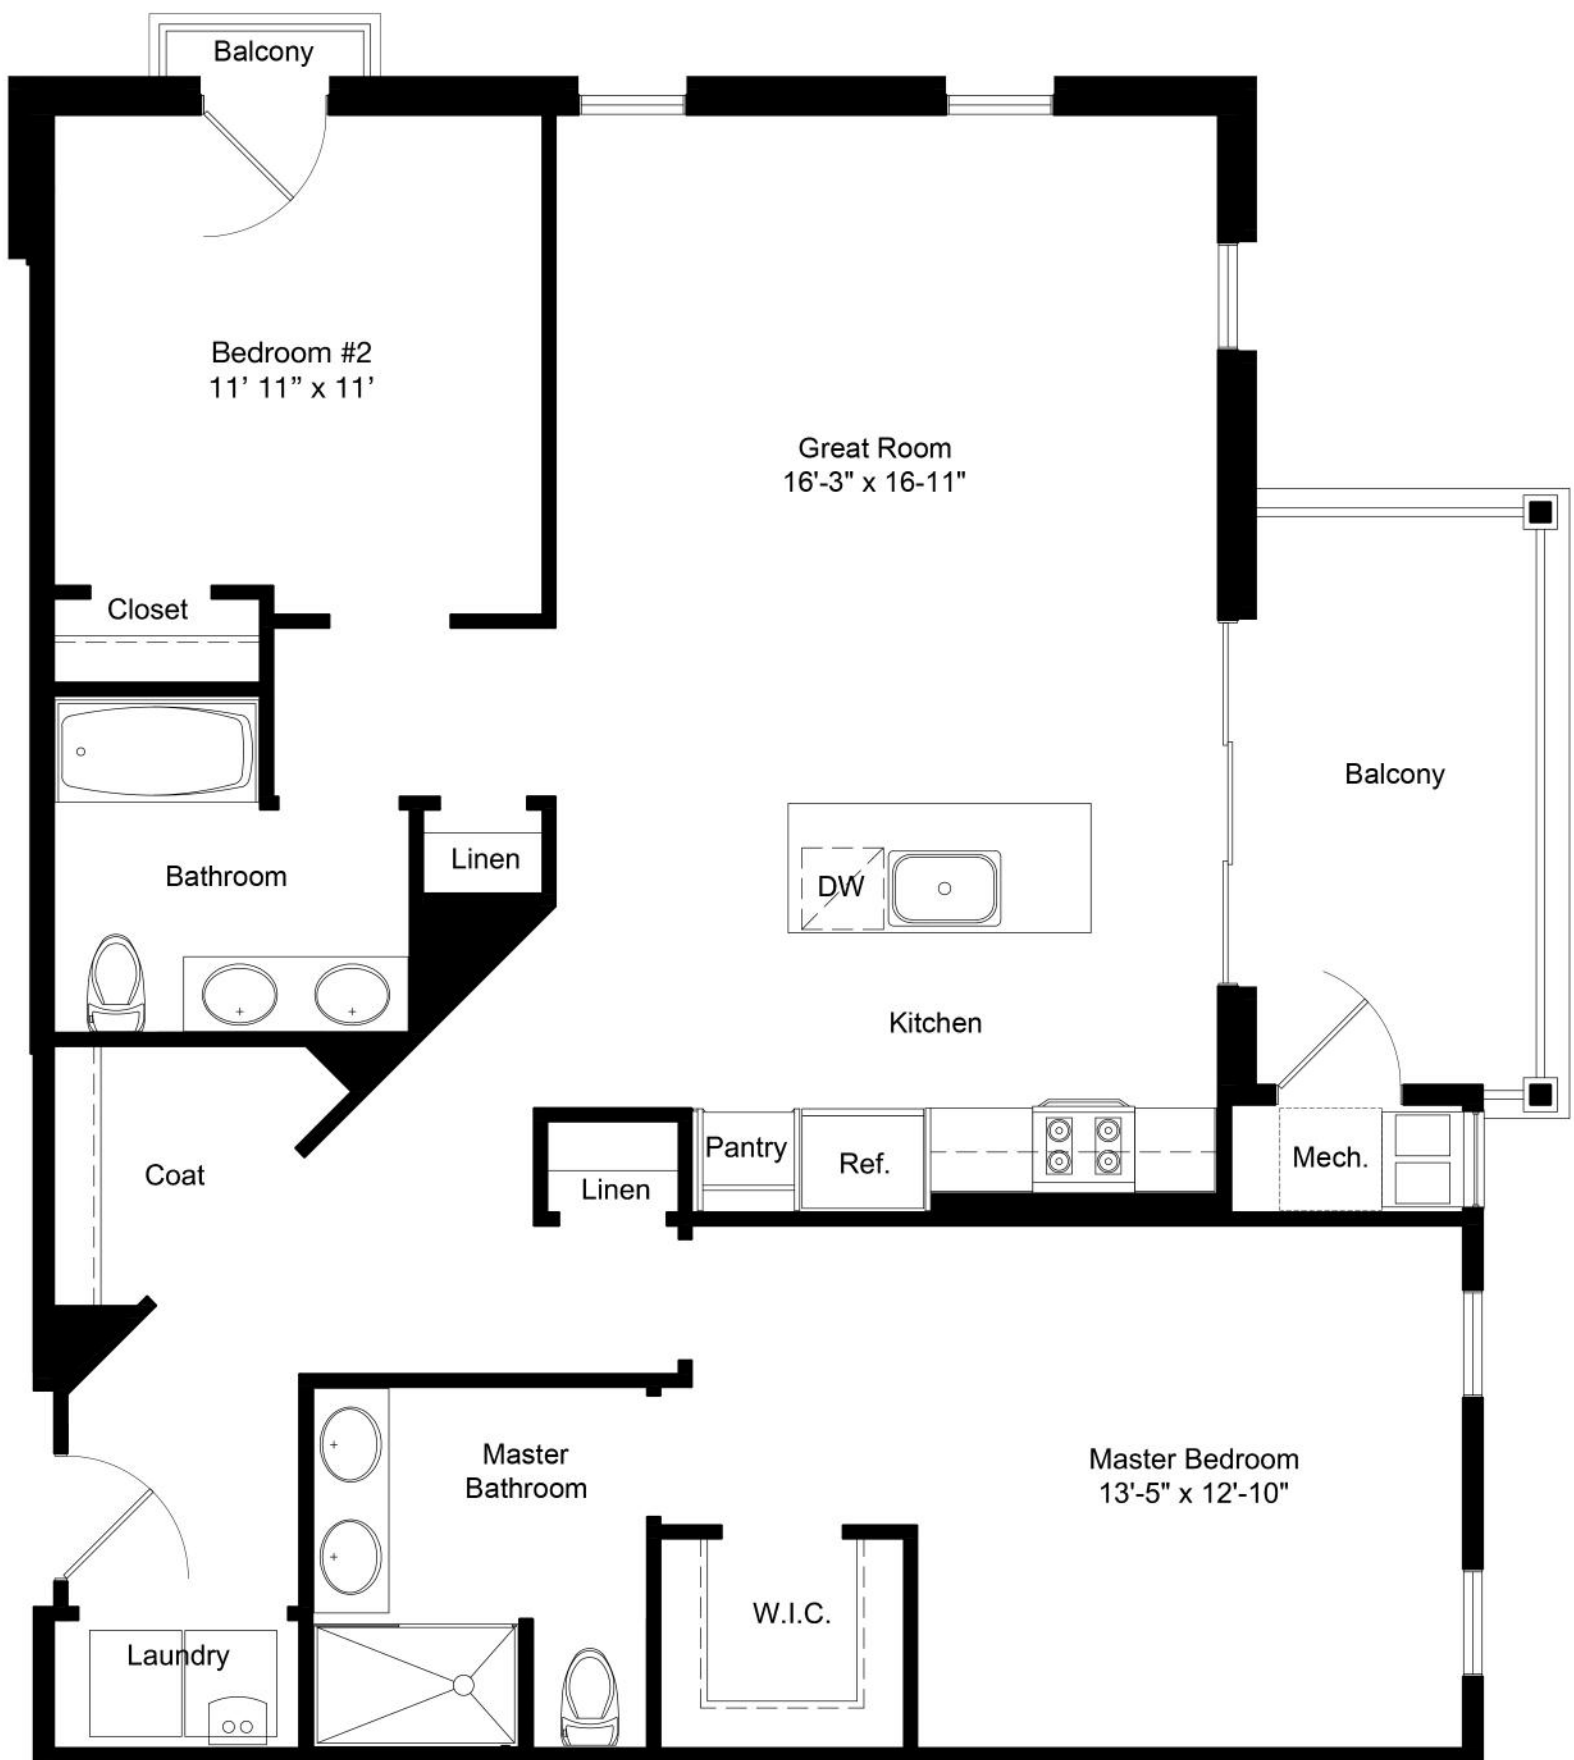 Balcony
Bedroom #2
11’ 11” x 11’
Great Room
16'-3" x 16-11"
Closet
Balcony
Linen
Bathroom
DW
Kitchen
Pantry
Ref.
Mech.
Coat
Linen
Master
Bathroom
Master Bedroom
13'-5" x 12'-10"
W.I.C.
Laundry